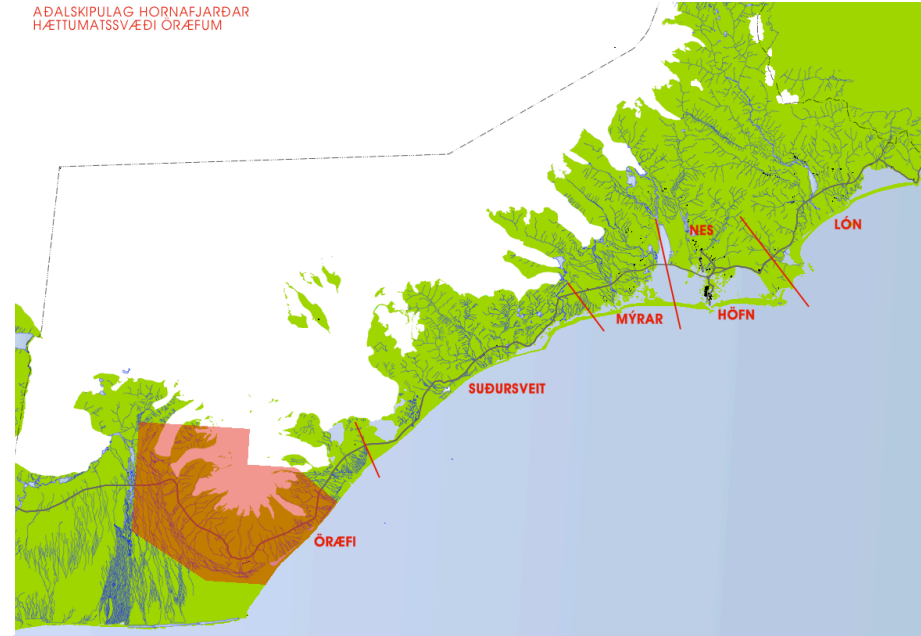 AÐALSKIPULAG HORNAFJARÐAR
HÆTTUMATSSVÆÐI ÖRÆFUM
LÓN
NES
HÖFN
MÝRAR
SUÐURSVEIT
ÖRÆFI